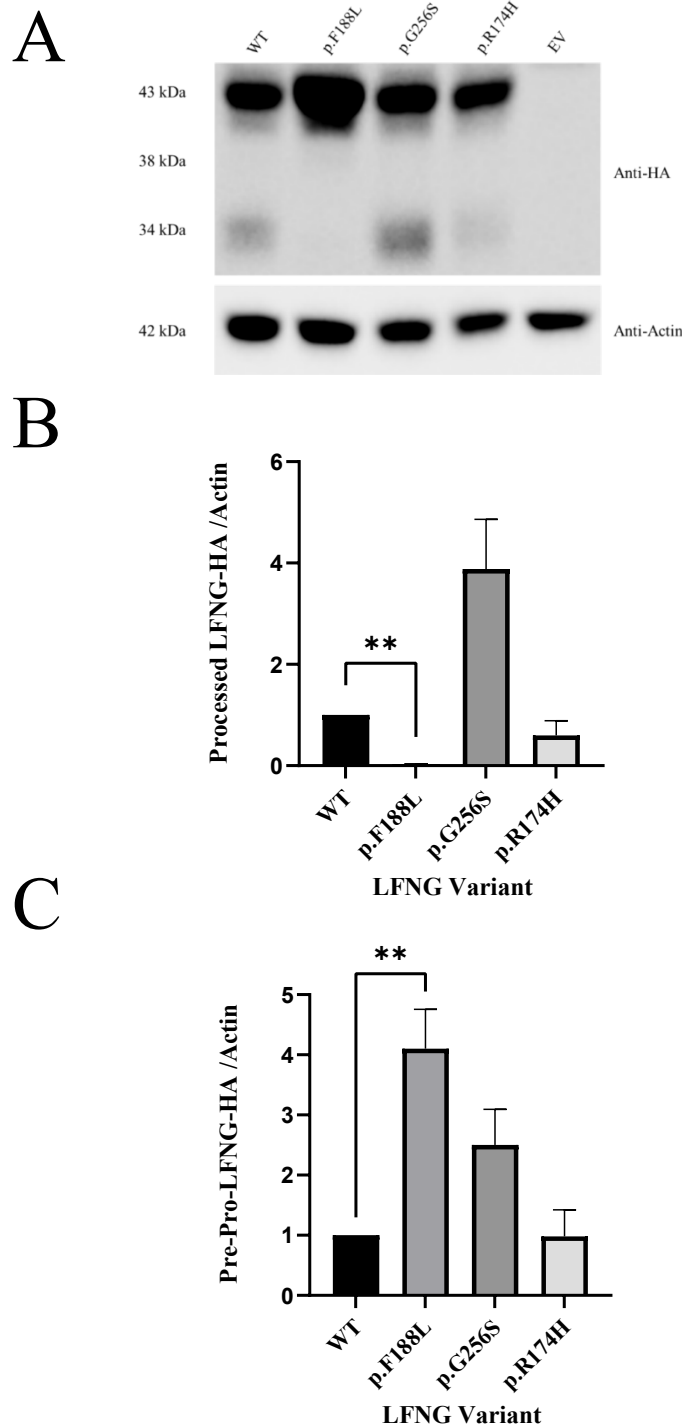 A
WT p.F188L p.G256S p.R174H EV
43 kDa
38 kDa
Anti-HA
34 kDa
42 kDa Anti-Actin
B
Processed LFNG-HA /Actin
6
4
2
0
**
WT p.F188L p.G256S p.R174H
LFNG Variant
C
Pre-Pro-LFNG-HA /Actin
5
4
3
2
1
0
**
WT p.F188L p.G256S p.R174H
LFNG Variant